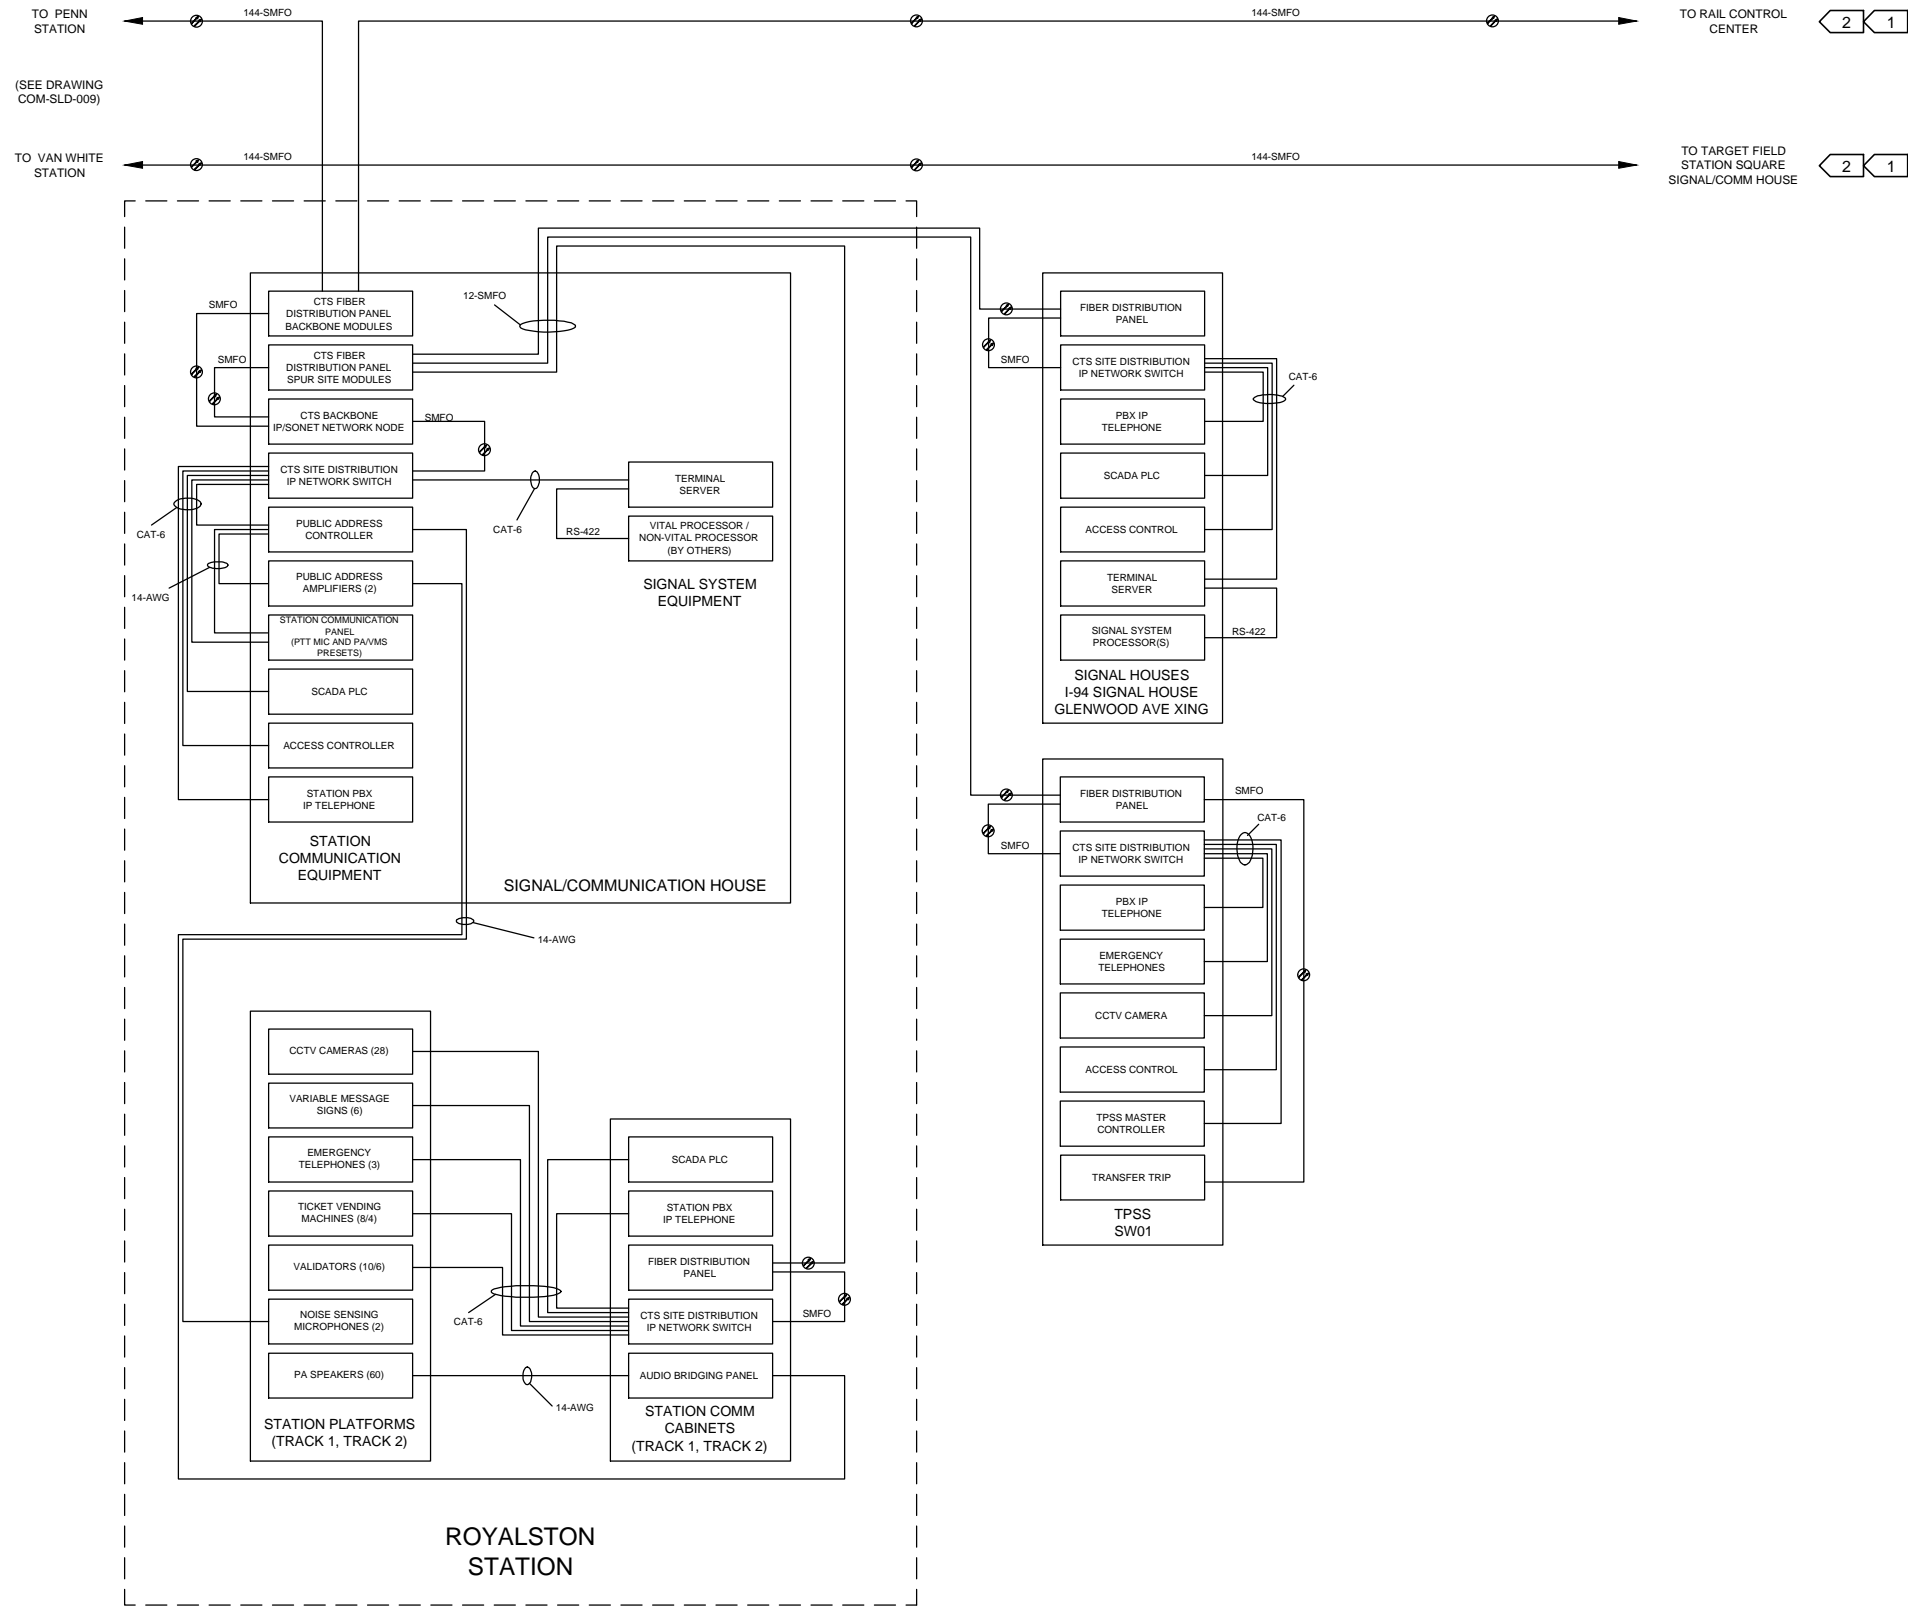 TO PENN
STATION
144-SMFO
144-SMFO
TO RAIL CONTROL
CENTER
2
1
(SEE DRAWING
COM-SLD-009)
TO VAN WHITE
STATION
144-SMFO
144-SMFO
TO TARGET FIELD
STATION SQUARE
SIGNAL/COMM HOUSE
2
1
SMFO
CTS FIBER
DISTRIBUTION PANEL
BACKBONE MODULES
12-SMFO
SMFO
CTS FIBER
DISTRIBUTION PANEL
SPUR SITE MODULES
CTS BACKBONE
IP/SONET NETWORK NODE
SMFO
CTS SITE DISTRIBUTION
IP NETWORK SWITCH
CAT-6
CAT-6
TERMINAL
SERVER
RS-422
VITAL PROCESSOR /
NON-VITAL PROCESSOR
(BY OTHERS)
SIGNAL SYSTEM
EQUIPMENT
PUBLIC ADDRESS
CONTROLLER
14-AWG
PUBLIC ADDRESS
AMPLIFIERS (2)
STATION COMMUNICATION
PANEL
(PTT MIC AND PA/VMS
PRESETS)
SCADA PLC
ACCESS CONTROLLER
STATION PBX
IP TELEPHONE
STATION
COMMUNICATION
EQUIPMENT
SIGNAL/COMMUNICATION HOUSE
14-AWG
FIBER DISTRIBUTION
PANEL
SMFO
CTS SITE DISTRIBUTION
IP NETWORK SWITCH
CAT-6
PBX IP
TELEPHONE
SCADA PLC
ACCESS CONTROL
TERMINAL
SERVER
SIGNAL SYSTEM
PROCESSOR(S)
RS-422
SIGNAL HOUSES
I-94 SIGNAL HOUSE
GLENWOOD AVE XING
FIBER DISTRIBUTION
PANEL
SMFO
CAT-6
SMFO
CTS SITE DISTRIBUTION
IP NETWORK SWITCH
PBX IP
TELEPHONE
EMERGENCY
TELEPHONES
CCTV CAMERA
ACCESS CONTROL
TPSS MASTER
CONTROLLER
TRANSFER TRIP
TPSS
SW01
CCTV CAMERAS (28)
VARIABLE MESSAGE
SIGNS (6)
EMERGENCY
TELEPHONES (3)
TICKET VENDING
MACHINES (8/4)
VALIDATORS (10/6)
NOISE SENSING
MICROPHONES (2)
PA SPEAKERS (60)
STATION PLATFORMS
(TRACK 1, TRACK 2)
CAT-6
14-AWG
SCADA PLC
STATION PBX
IP TELEPHONE
FIBER DISTRIBUTION
PANEL
CTS SITE DISTRIBUTION
IP NETWORK SWITCH
SMFO
AUDIO BRIDGING PANEL
STATION COMM
CABINETS
(TRACK 1, TRACK 2)
ROYALSTON
STATION